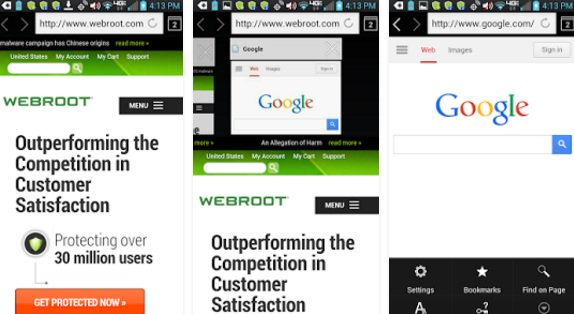 4:13 PM
http://www.webroot.com
2
malware campaign has Chinese origins read more »
United States My Account My Cart Support
WEBROOT
MENU
Outperforming the
Competition in
Customer
Satisfaction
Protecting over
30 million users
GET PROTECTED NOW »
4:13 PM
http://www.webroot.com
2
Google
Web Images Sign in
Google
more » An Allegation of Harm read more »
United States My Account My Cart Support
WEBROOT
MENU
Outperforming the
Competition in
Customer
Satisfaction
4:13 PM
http://www.google.com/
2
Web Images Sign in
Google
Settings Bookmarks Find on Page